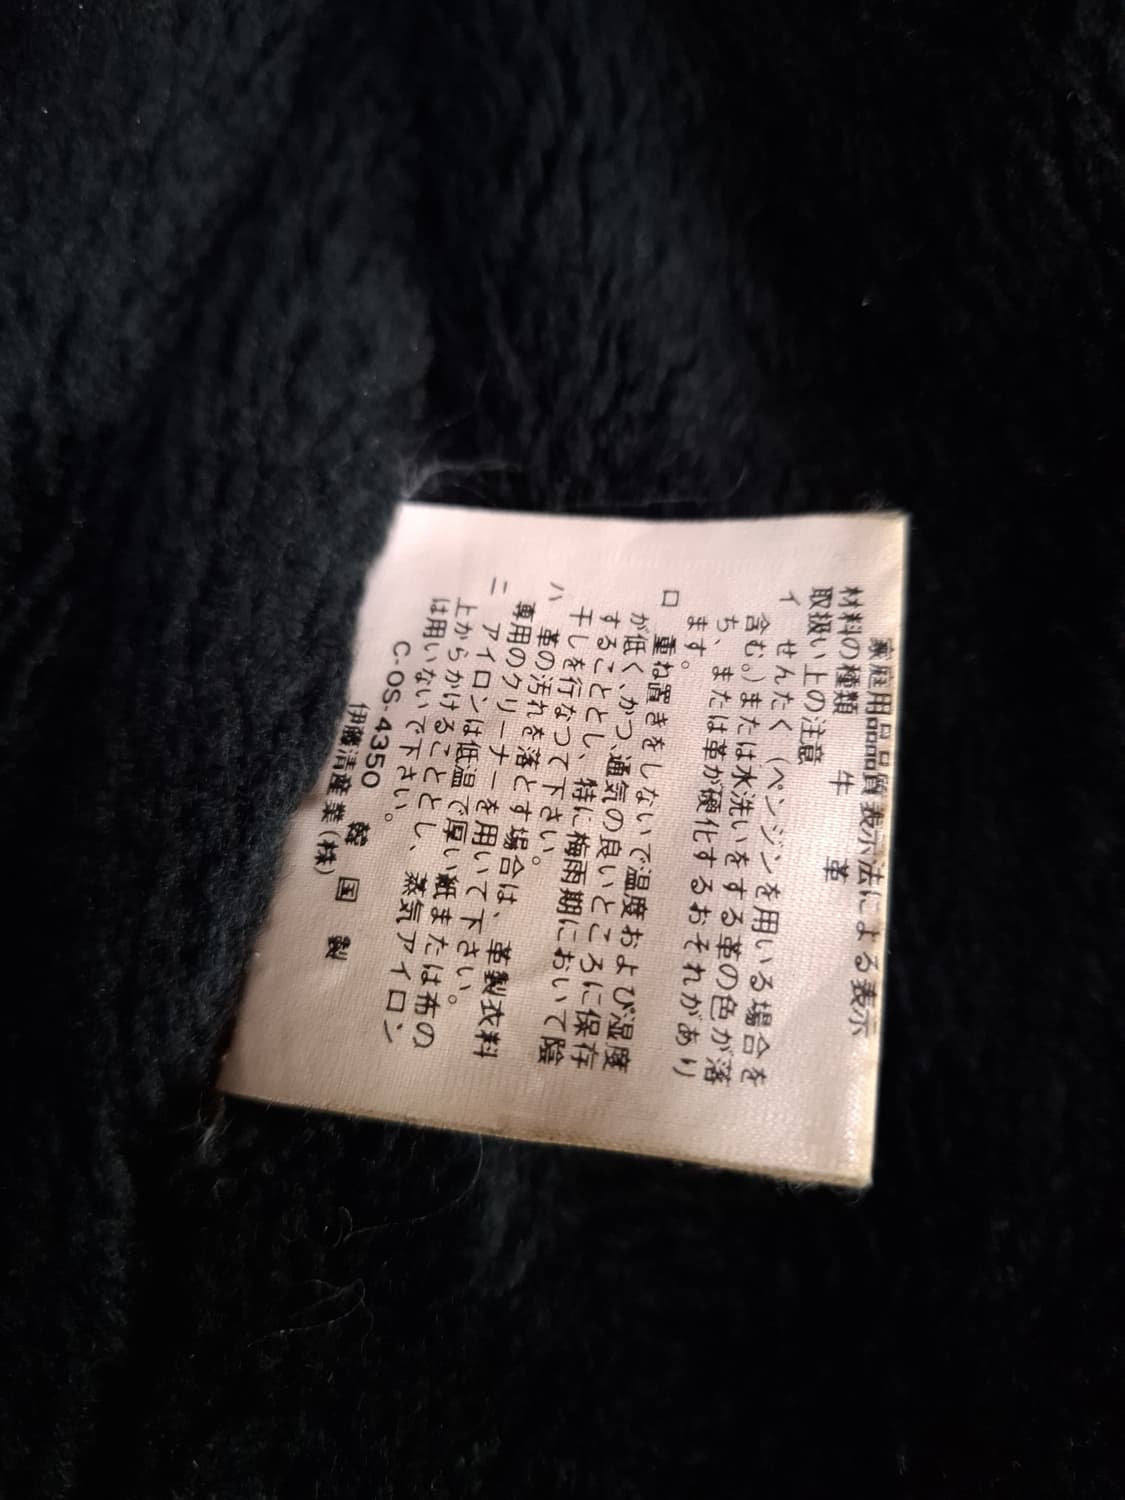 家庭用品品質表示法による表示
材料の種類 牛 革
取扱い上の注意
イ せんたく（ベンジンを用いる場合を
含む。）または水洗いをする革の色が落
ち、または革が硬化するおそれがあり
ます。
ロ 重ね置きをしないで温度および湿度
が低く、かつ、通気の良いところに保存
することとし、特に梅雨期において陰
干しを行なつて下さい。
ハ 革の汚れを落とす場合は、革製衣料
専用のクリーナーを用いて下さい。
ニ アイロンは低温で厚い紙または布の
上からかけることとし、蒸気アイロン
は用いないで下さい。
C-OS-4350 韓 国 製
伊藤清産業(株)